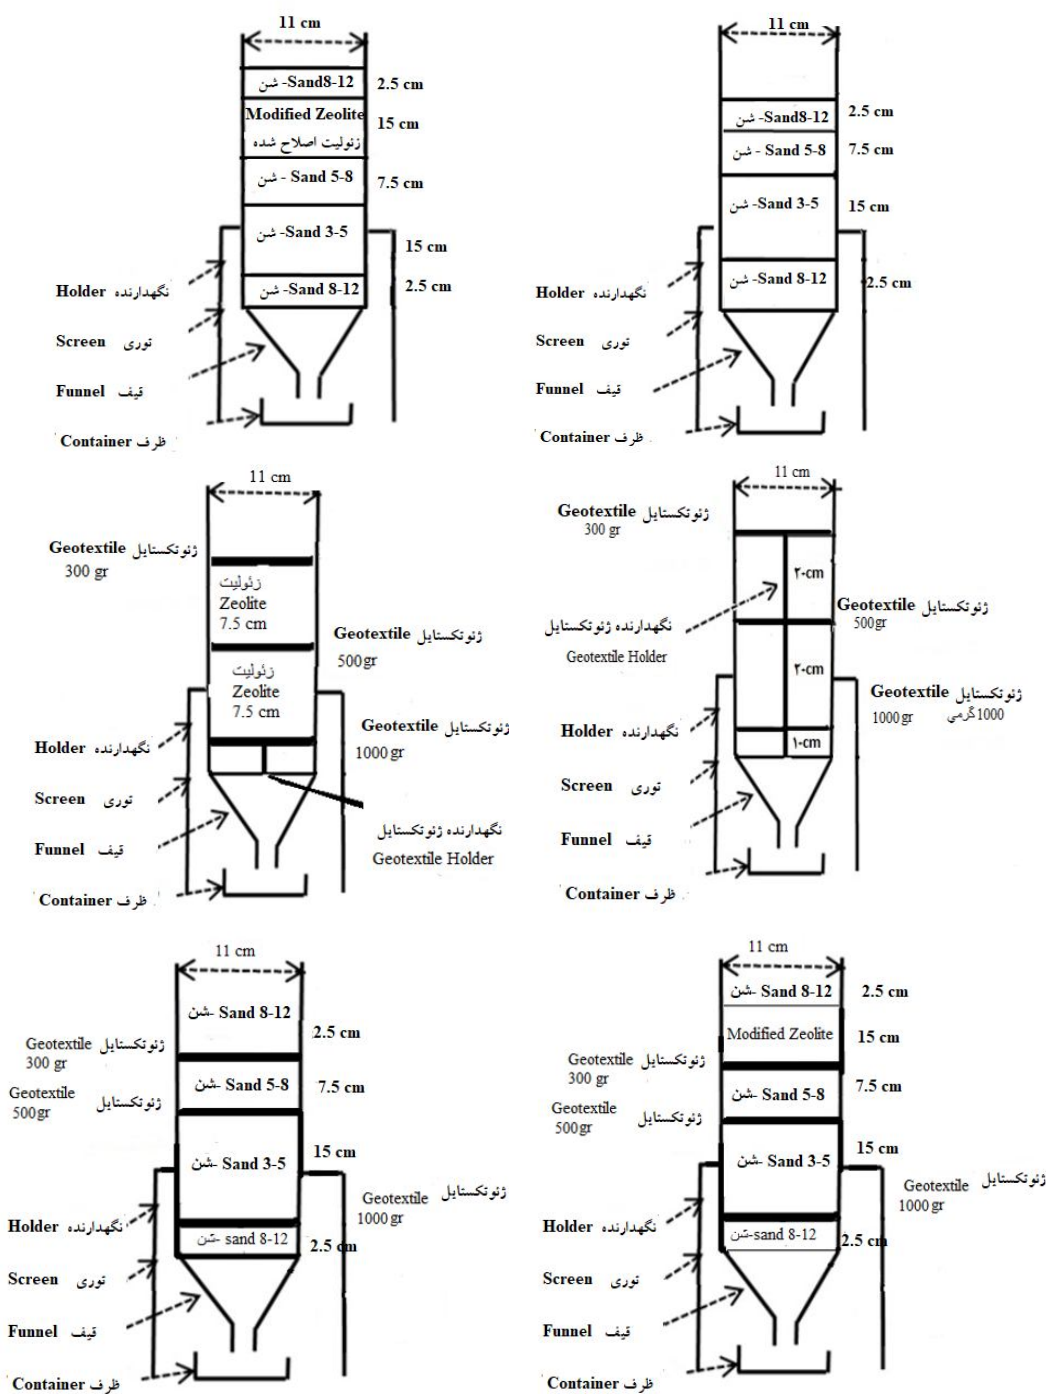 11 cm
شن -Sand8-12
2.5 cm
Modified Zeolite
زئولیت اصلاح شده
15 cm
شن - Sand 5-8
7.5 cm
شن -Sand 3-5
15 cm
شن -Sand 8-12
2.5 cm
Holder نگهدارنده
Screen توری
Funnel قیف
Container ظرف
11 cm
شن -Sand8-12
2.5 cm
شن - Sand 5-8
7.5 cm
شن -Sand 3-5
15 cm
شن -Sand 8-12
2.5 cm
Holder نگهدارنده
Screen توری
Funnel قیف
Container ظرف
11 cm
Geotextile ژئوتکستایل
300 gr
زئولیت
Zeolite
7.5 cm
Geotextile ژئوتکستایل
500gr
زئولیت
Zeolite
7.5 cm
Geotextile ژئوتکستایل
1000 gr
Holder نگهدارنده
Screen توری
Funnel قیف
نگهدارنده ژئوتکستایل
Geotextile Holder
Container ظرف
11 cm
Geotextile ژئوتکستایل
300 gr
۲۰cm
Geotextile ژئوتکستایل
500gr
نگهدارنده ژئوتکستایل
Geotextile Holder
۲۰cm
Geotextile ژئوتکستایل
1000 gr 1000گرمي
۱۰cm
Holder نگهدارنده
Screen توری
Funnel قیف
Container ظرف
11 cm
شن- Sand 8-12
2.5 cm
Geotextile ژئوتکستایل
300 gr
شن- Sand 5-8
7.5 cm
Geotextile ژئوتکستایل
500gr
شن- Sand 3-5
15 cm
Geotextile ژئوتکستایل
1000 gr
شن- sand 8-12
2.5 cm
Holder نگهدارنده
Screen توری
Funnel قیف
Container ظرف
11 cm
شن- Sand 8-12
2.5 cm
Modified Zeolite
15 cm
Geotextile ژئوتکستایل
300 gr
شن- Sand 5-8
7.5 cm
Geotextile ژئوتکستایل
500gr
شن- Sand 3-5
15 cm
Geotextile ژئوتکستایل
1000 gr
شن-sand 8-12
2.5 cm
Holder نگهدارنده
Screen توری
Funnel قیف
Container ظرف